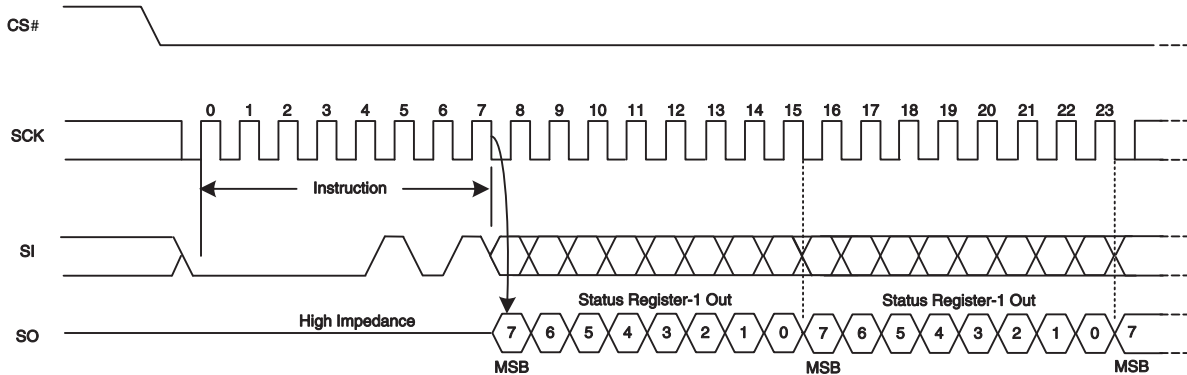 CS#
0 1 2 3 4 5 6 7 8 9 10 11 12 13 14 15 16 17 18 19 20 21 22 23
SCK
Instruction
SI
Status Register-1 Out Status Register-1 Out
High Impedance
SO 7 6 5 4 3 2 1 0 7 6 5 4 3 2 1 0 7
MSB MSB MSB